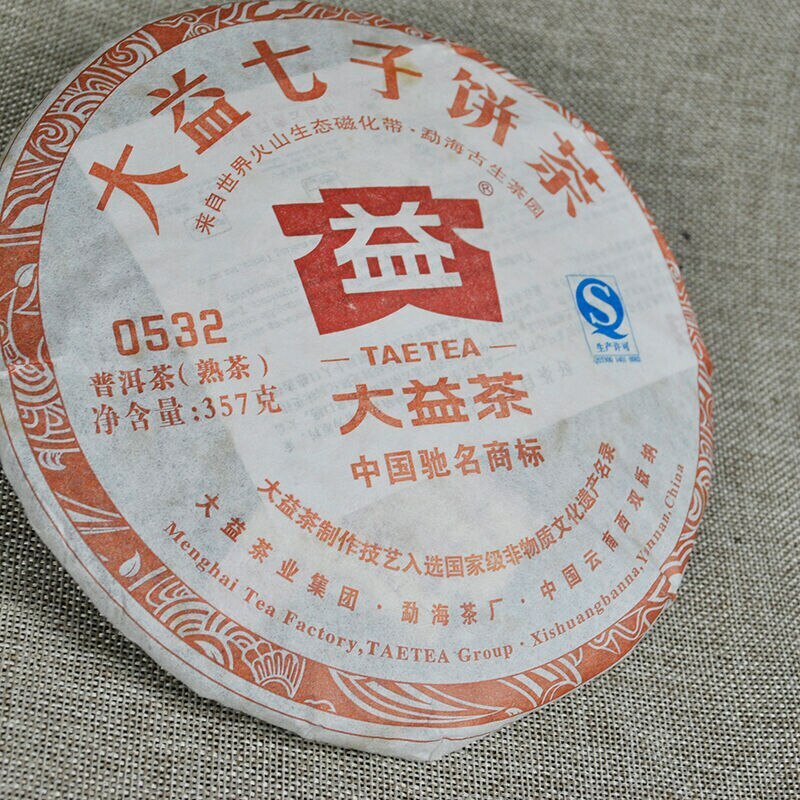 大益七子饼茶
来自世界火山生态磁化带·勐海古生茶园
®
益
TAETEA
大益茶
中国驰名商标
0532
普洱茶(熟茶)
净含量:357克
生产许可
大益茶制作技艺入选国家级非物质文化遗产名录
大益茶业集团·勐海茶厂·中国云南西双版纳
Menghai Tea Factory,TAETEA Group·Xishuangbanna,Yunnan,China